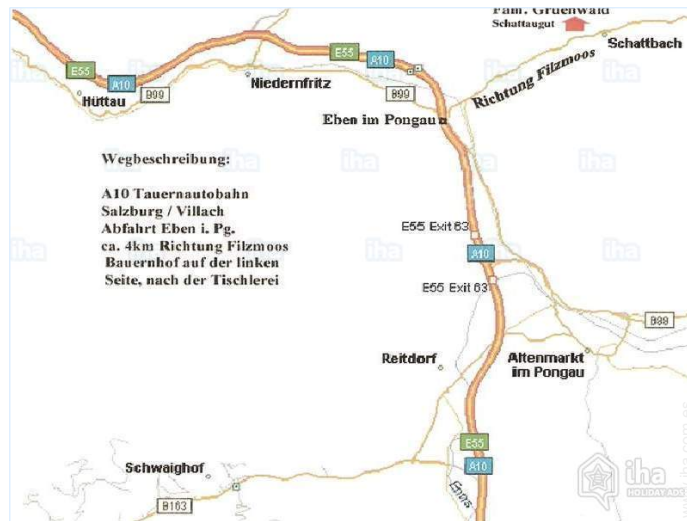 Fam. Gruenwald
Schattaugut
Schattbach
Richtung Filzmoos
E55
E55
A10
E55
A10
B99
Hüttau
Niedernfritz
B99
Eben im Pongau
Wegbeschreibung:
A10 Tauernautobahn
Salzburg / Villach
Abfahrt Eben i. Pg.
ca. 4km Richtung Filzmoos
Bauernhof auf der linken
Seite, nach der Tischlerei
E55 Exit 63
A10
E55 Exit 63
B99
Reitdorf
Altenmarkt
im Pongau
E55
A10
Schwaighof
B163
Enns
iha
HOLIDAY ADS